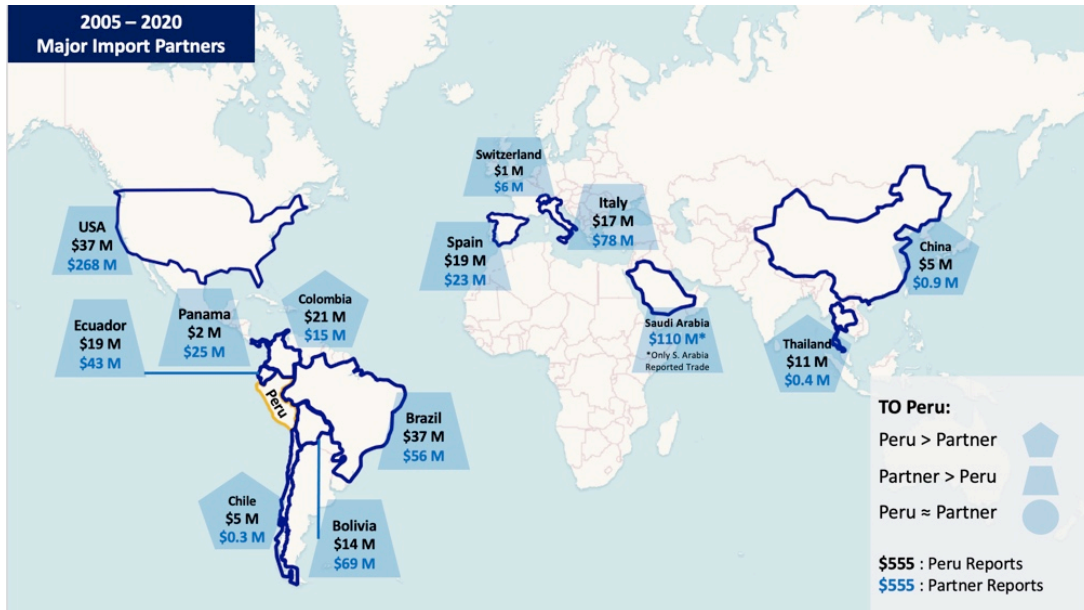 2005 – 2020
Major Import Partners
Switzerland
$1 M
$6 M
Italy
$17 M
$78 M
USA
$37 M
$268 M
Spain
$19 M
$23 M
China
$5 M
$0.9 M
Colombia
$21 M
$15 M
Panama
$2 M
$25 M
Ecuador
$19 M
$43 M
Saudi Arabia
$110 M*
*Only S. Arabia
Reported Trade
Thailand
$11 M
$0.4 M
Peru
Brazil
$37 M
$56 M
Chile
$5 M
$0.3 M
Bolivia
$14 M
$69 M
TO Peru:
Peru > Partner
Partner > Peru
Peru ≈ Partner
$555 : Peru Reports
$555 : Partner Reports